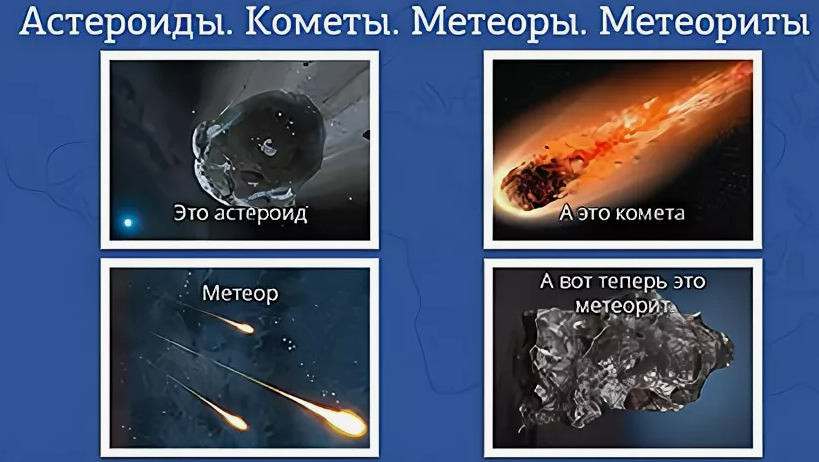 Астероиды. Кометы. Метеоры. Метеориты
Это астероид
А это комета
Метеор
А вот теперь это
метеорит.